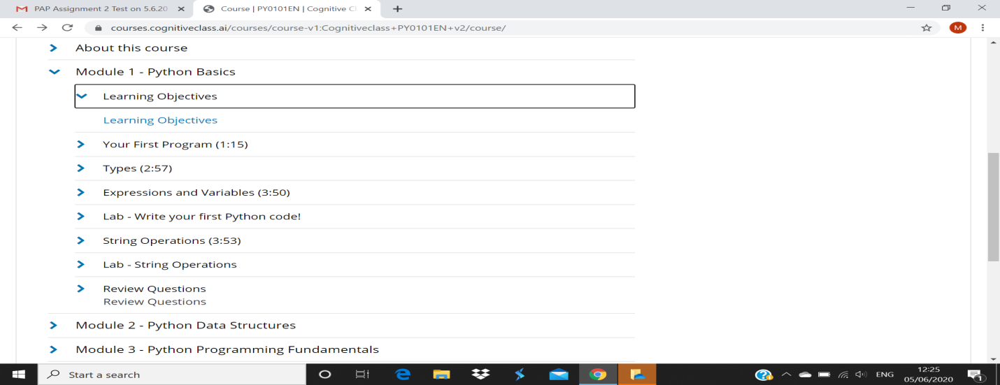 PAP Assignment 2 Test on 5.6.20
Course | PY0101EN | Cognitive Cl
courses.cognitiveclass.ai/courses/course-v1:Cognitiveclass+PY0101EN+v2/course/
M
About this course
Module 1 - Python Basics
Learning Objectives
Learning Objectives
Your First Program (1:15)
Types (2:57)
Expressions and Variables (3:50)
Lab - Write your first Python code!
String Operations (3:53)
Lab - String Operations
Review Questions
Review Questions
Module 2 - Python Data Structures
Module 3 - Python Programming Fundamentals
Start a search
ENG
12:25
05/06/2020
1